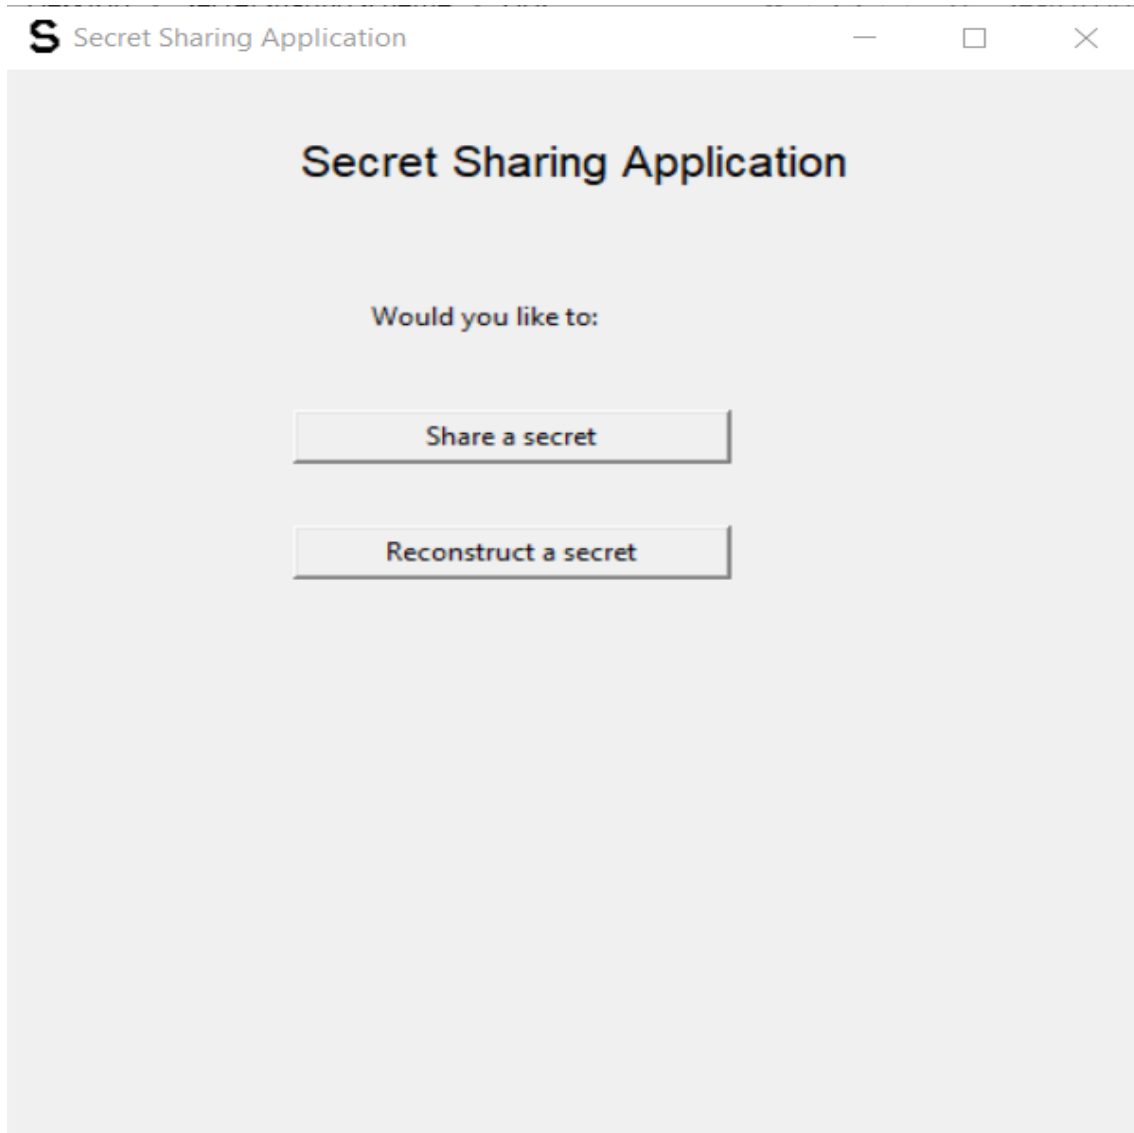 S Secret Sharing Application
Secret Sharing Application
Would you like to:
Share a secret
Reconstruct a secret